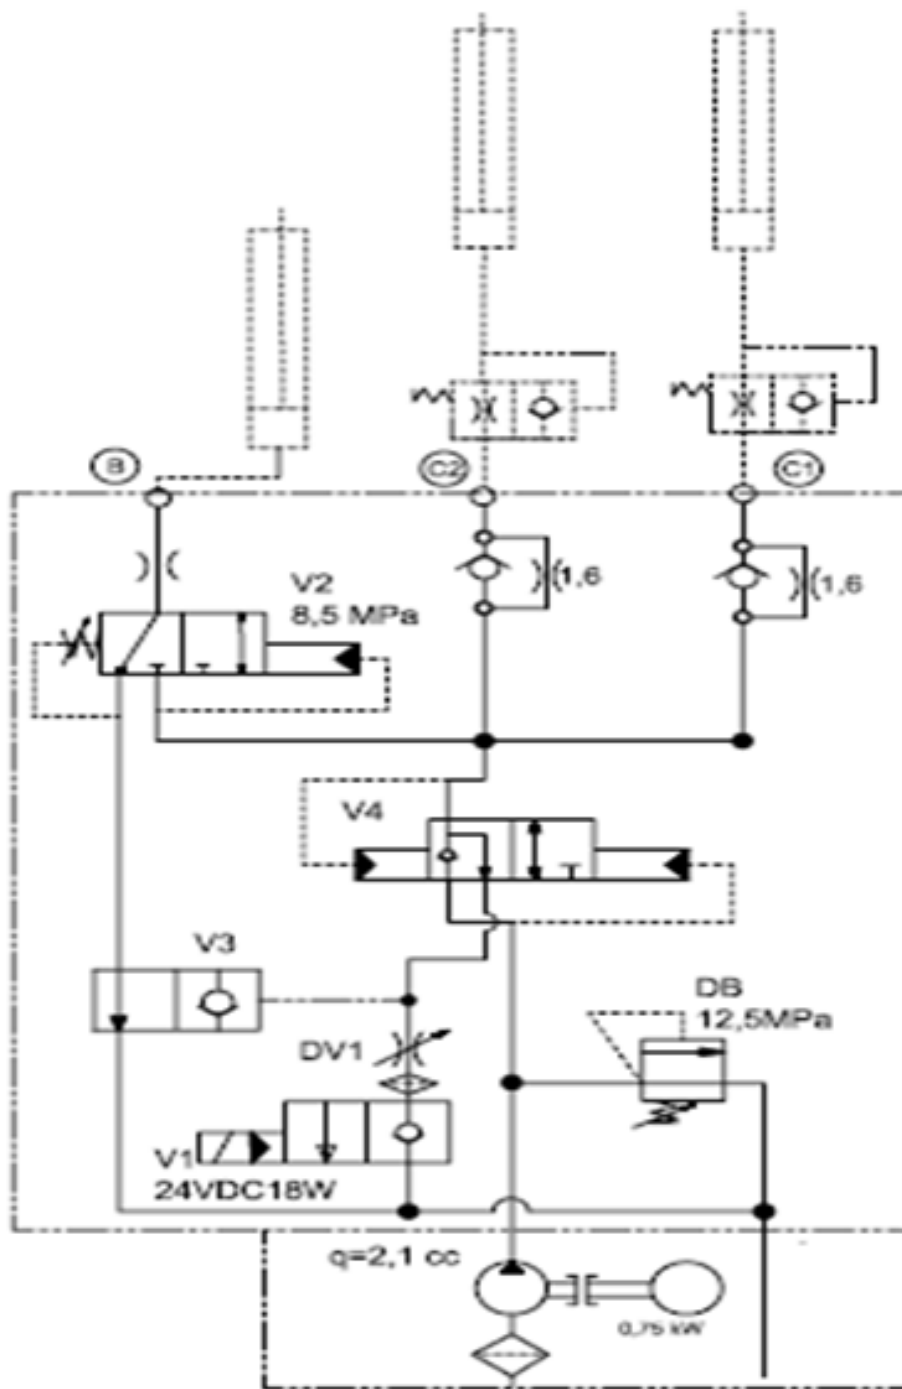 B
C2
C1
V2
8,5 MPa
1,6
1,6
V4
V3
DB
12,5MPa
DV1
V1
24VDC18W
q=2,1 cc
0,75 kW